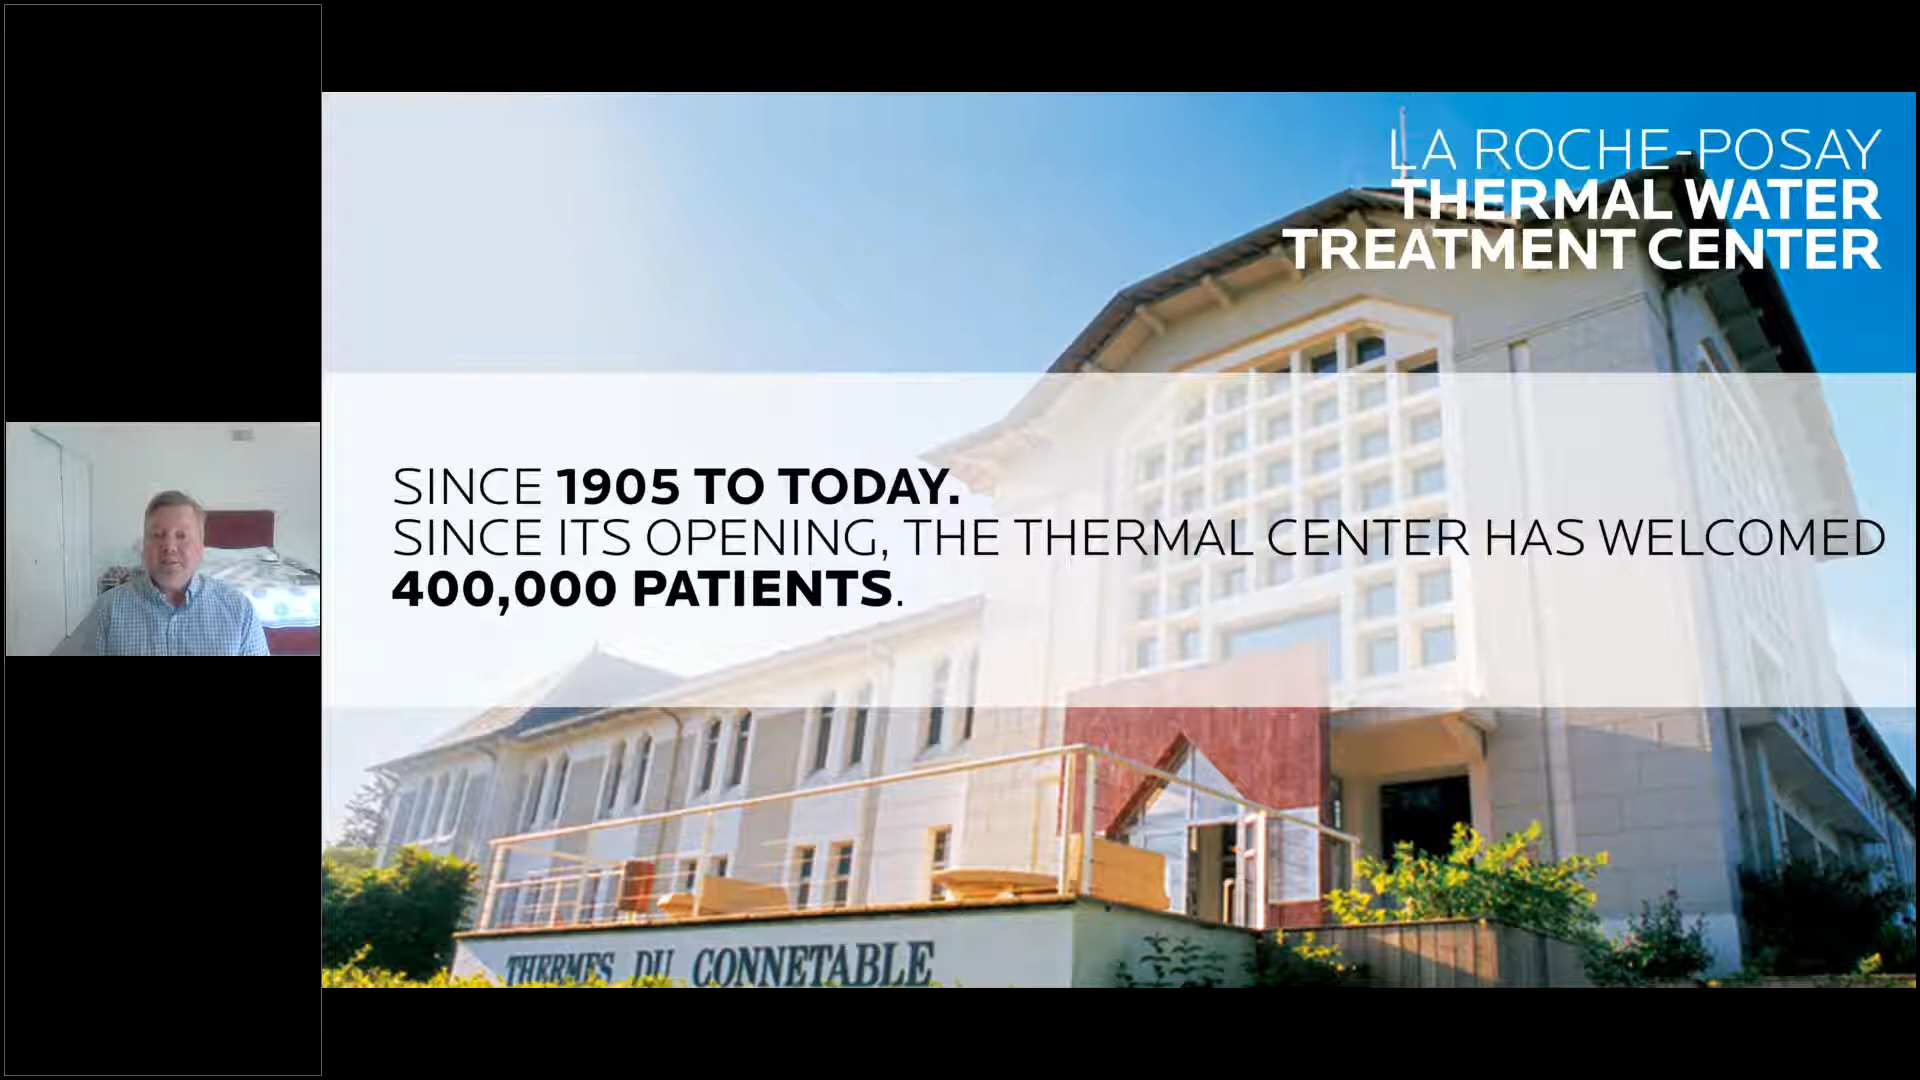 LA ROCHE-POSAY
THERMAL WATER
TREATMENT CENTER
SINCE 1905 TO TODAY.
SINCE ITS OPENING, THE THERMAL CENTER HAS WELCOMED
400,000 PATIENTS.
THERMES DU CONNETABLE